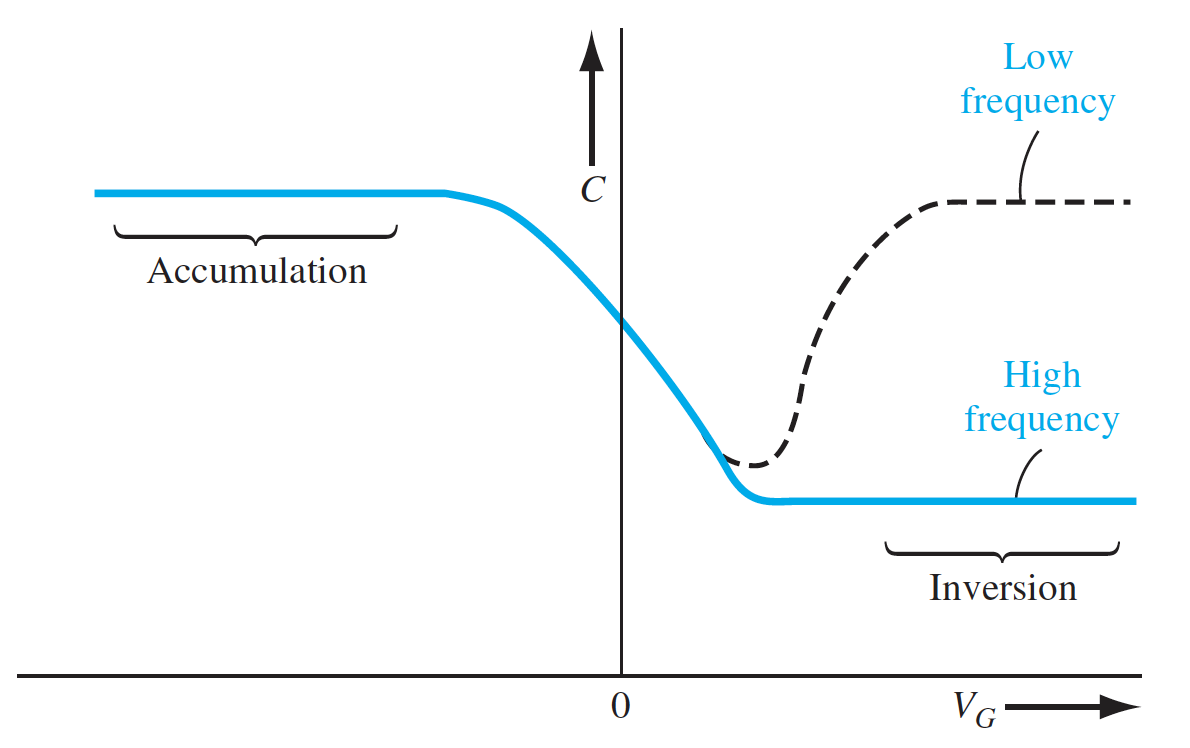 Low
frequency
C
Accumulation
High
frequency
Inversion
0
V_G